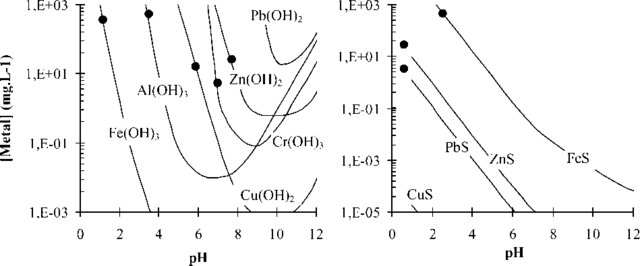 [Metal] (mg.L-1)
1,E+03
1,E+01
1,E-01
1,E-03
0 2 4 6 8 10 12
pH
Pb(OH)2
Al(OH)3
Zn(OH)2
Fe(OH)3
Cr(OH)3
Cu(OH)2
1,E+03
1,E+01
1,E-01
1,E-03
1,E-05
0 2 4 6 8 10 12
pH
PbS
ZnS
FeS
CuS